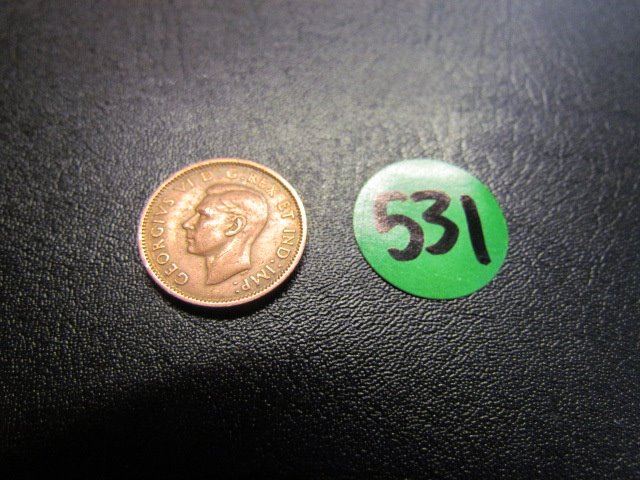 GEORGIVS VI D:G:REX ET IND:IMP:
531